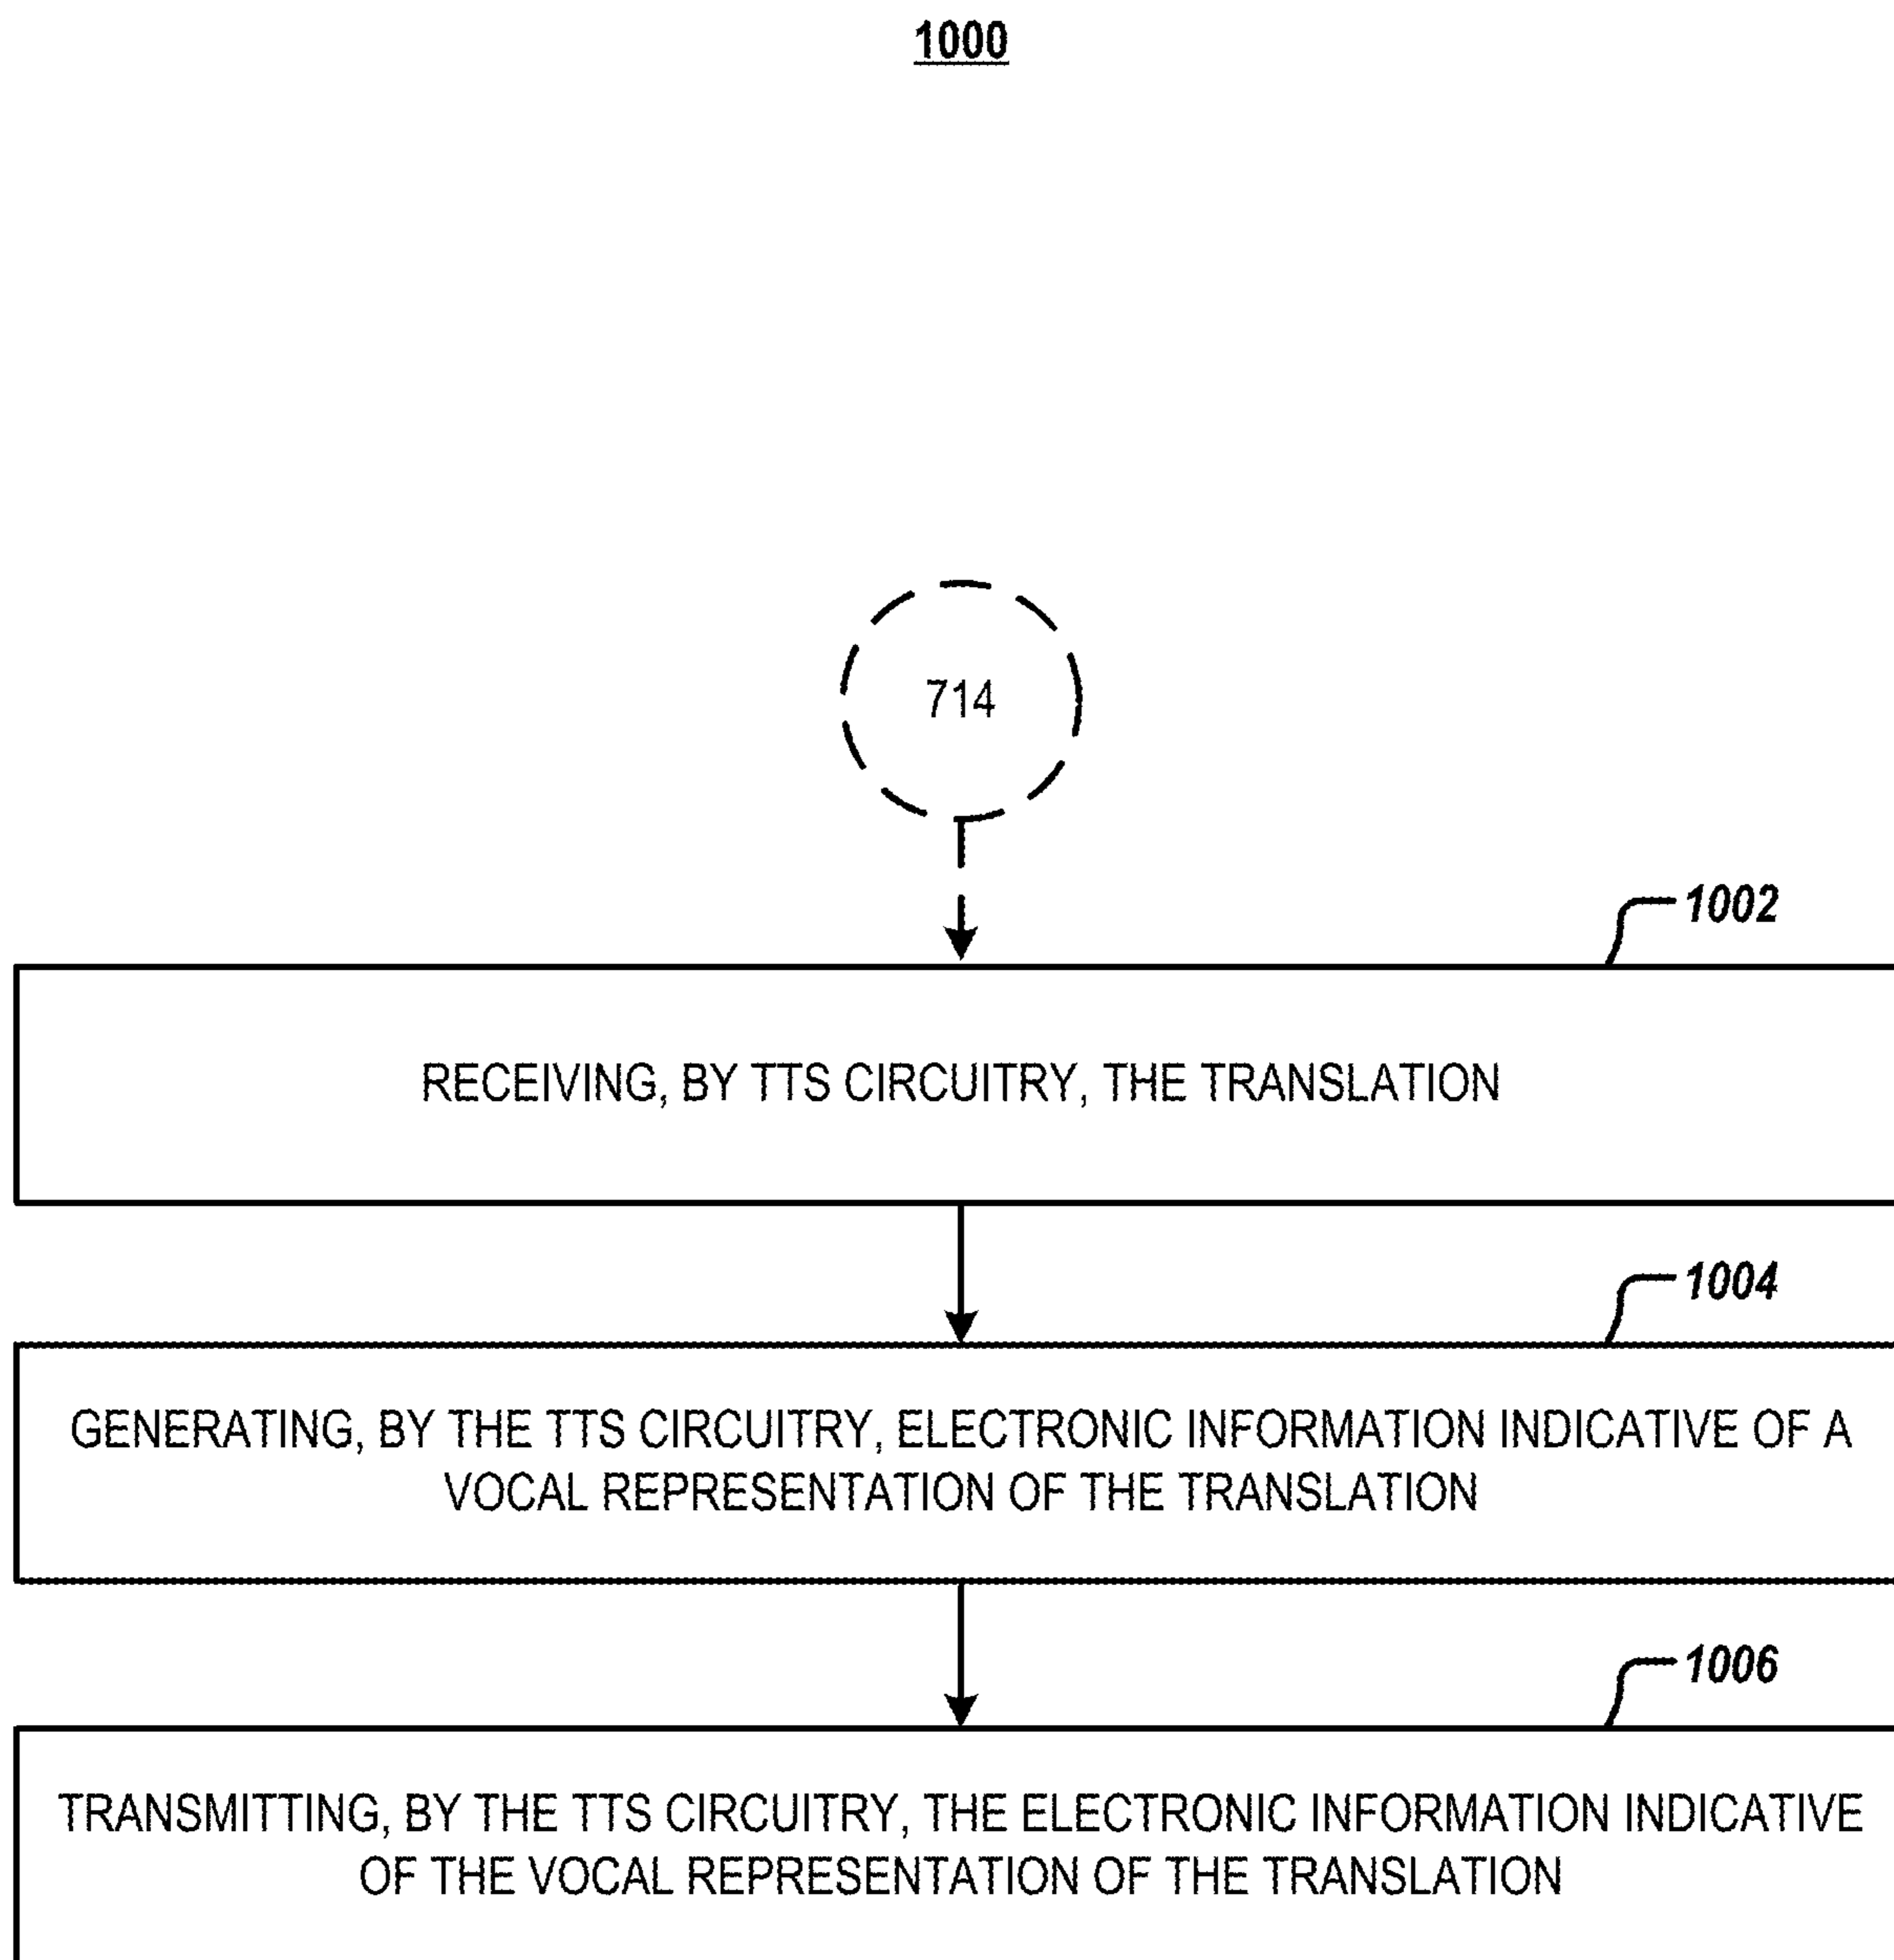 1000
714
1002
RECEIVING, BY TTS CIRCUITRY, THE TRANSLATION
1004
GENERATING, BY THE TTS CIRCUITRY, ELECTRONIC INFORMATION INDICATIVE OF A
VOCAL REPRESENTATION OF THE TRANSLATION
1006
TRANSMITTING, BY THE TTS CIRCUITRY, THE ELECTRONIC INFORMATION INDICATIVE
OF THE VOCAL REPRESENTATION OF THE TRANSLATION